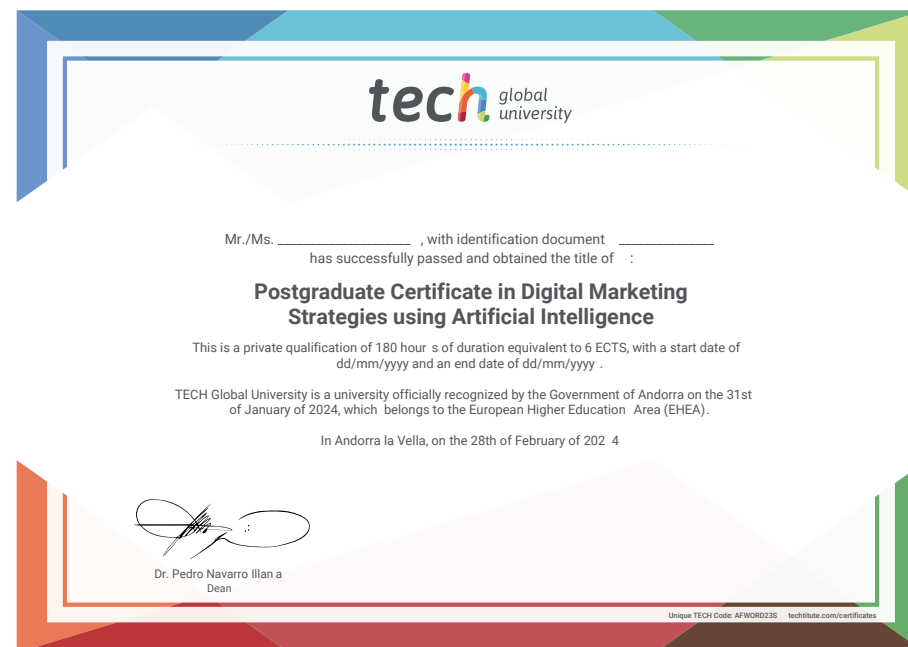 tech global
university
Mr./Ms. _____________________ , with identification document _______________
has successfully passed and obtained the title of :
Postgraduate Certificate in Digital Marketing
Strategies using Artificial Intelligence
This is a private qualification of 180 hour s of duration equivalent to 6 ECTS, with a start date of
dd/mm/yyyy and an end date of dd/mm/yyyy .
TECH Global University is a university officially recognized by the Government of Andorra on the 31st
of January of 2024, which belongs to the European Higher Education Area (EHEA).
In Andorra la Vella, on the 28th of February of 202 4
Dr. Pedro Navarro Illan a
Dean
Unique TECH Code: AFWORD23S techtitute.com/certificates